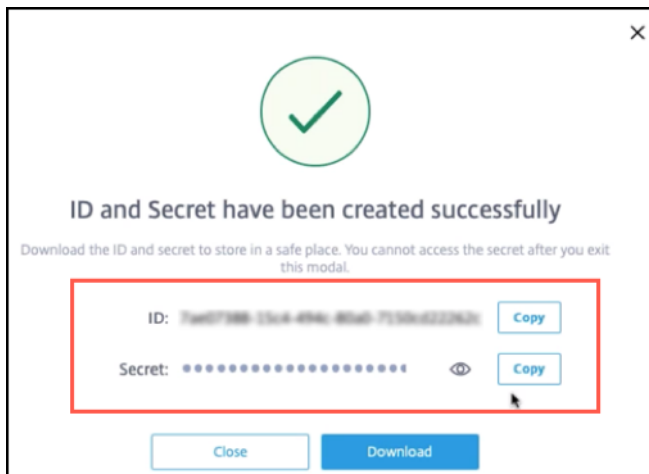 ID and Secret have been created successfully
Download the ID and secret to store in a safe place. You cannot access the secret after you exit
this modal.
ID: Copy
Secret: Copy
Close Download